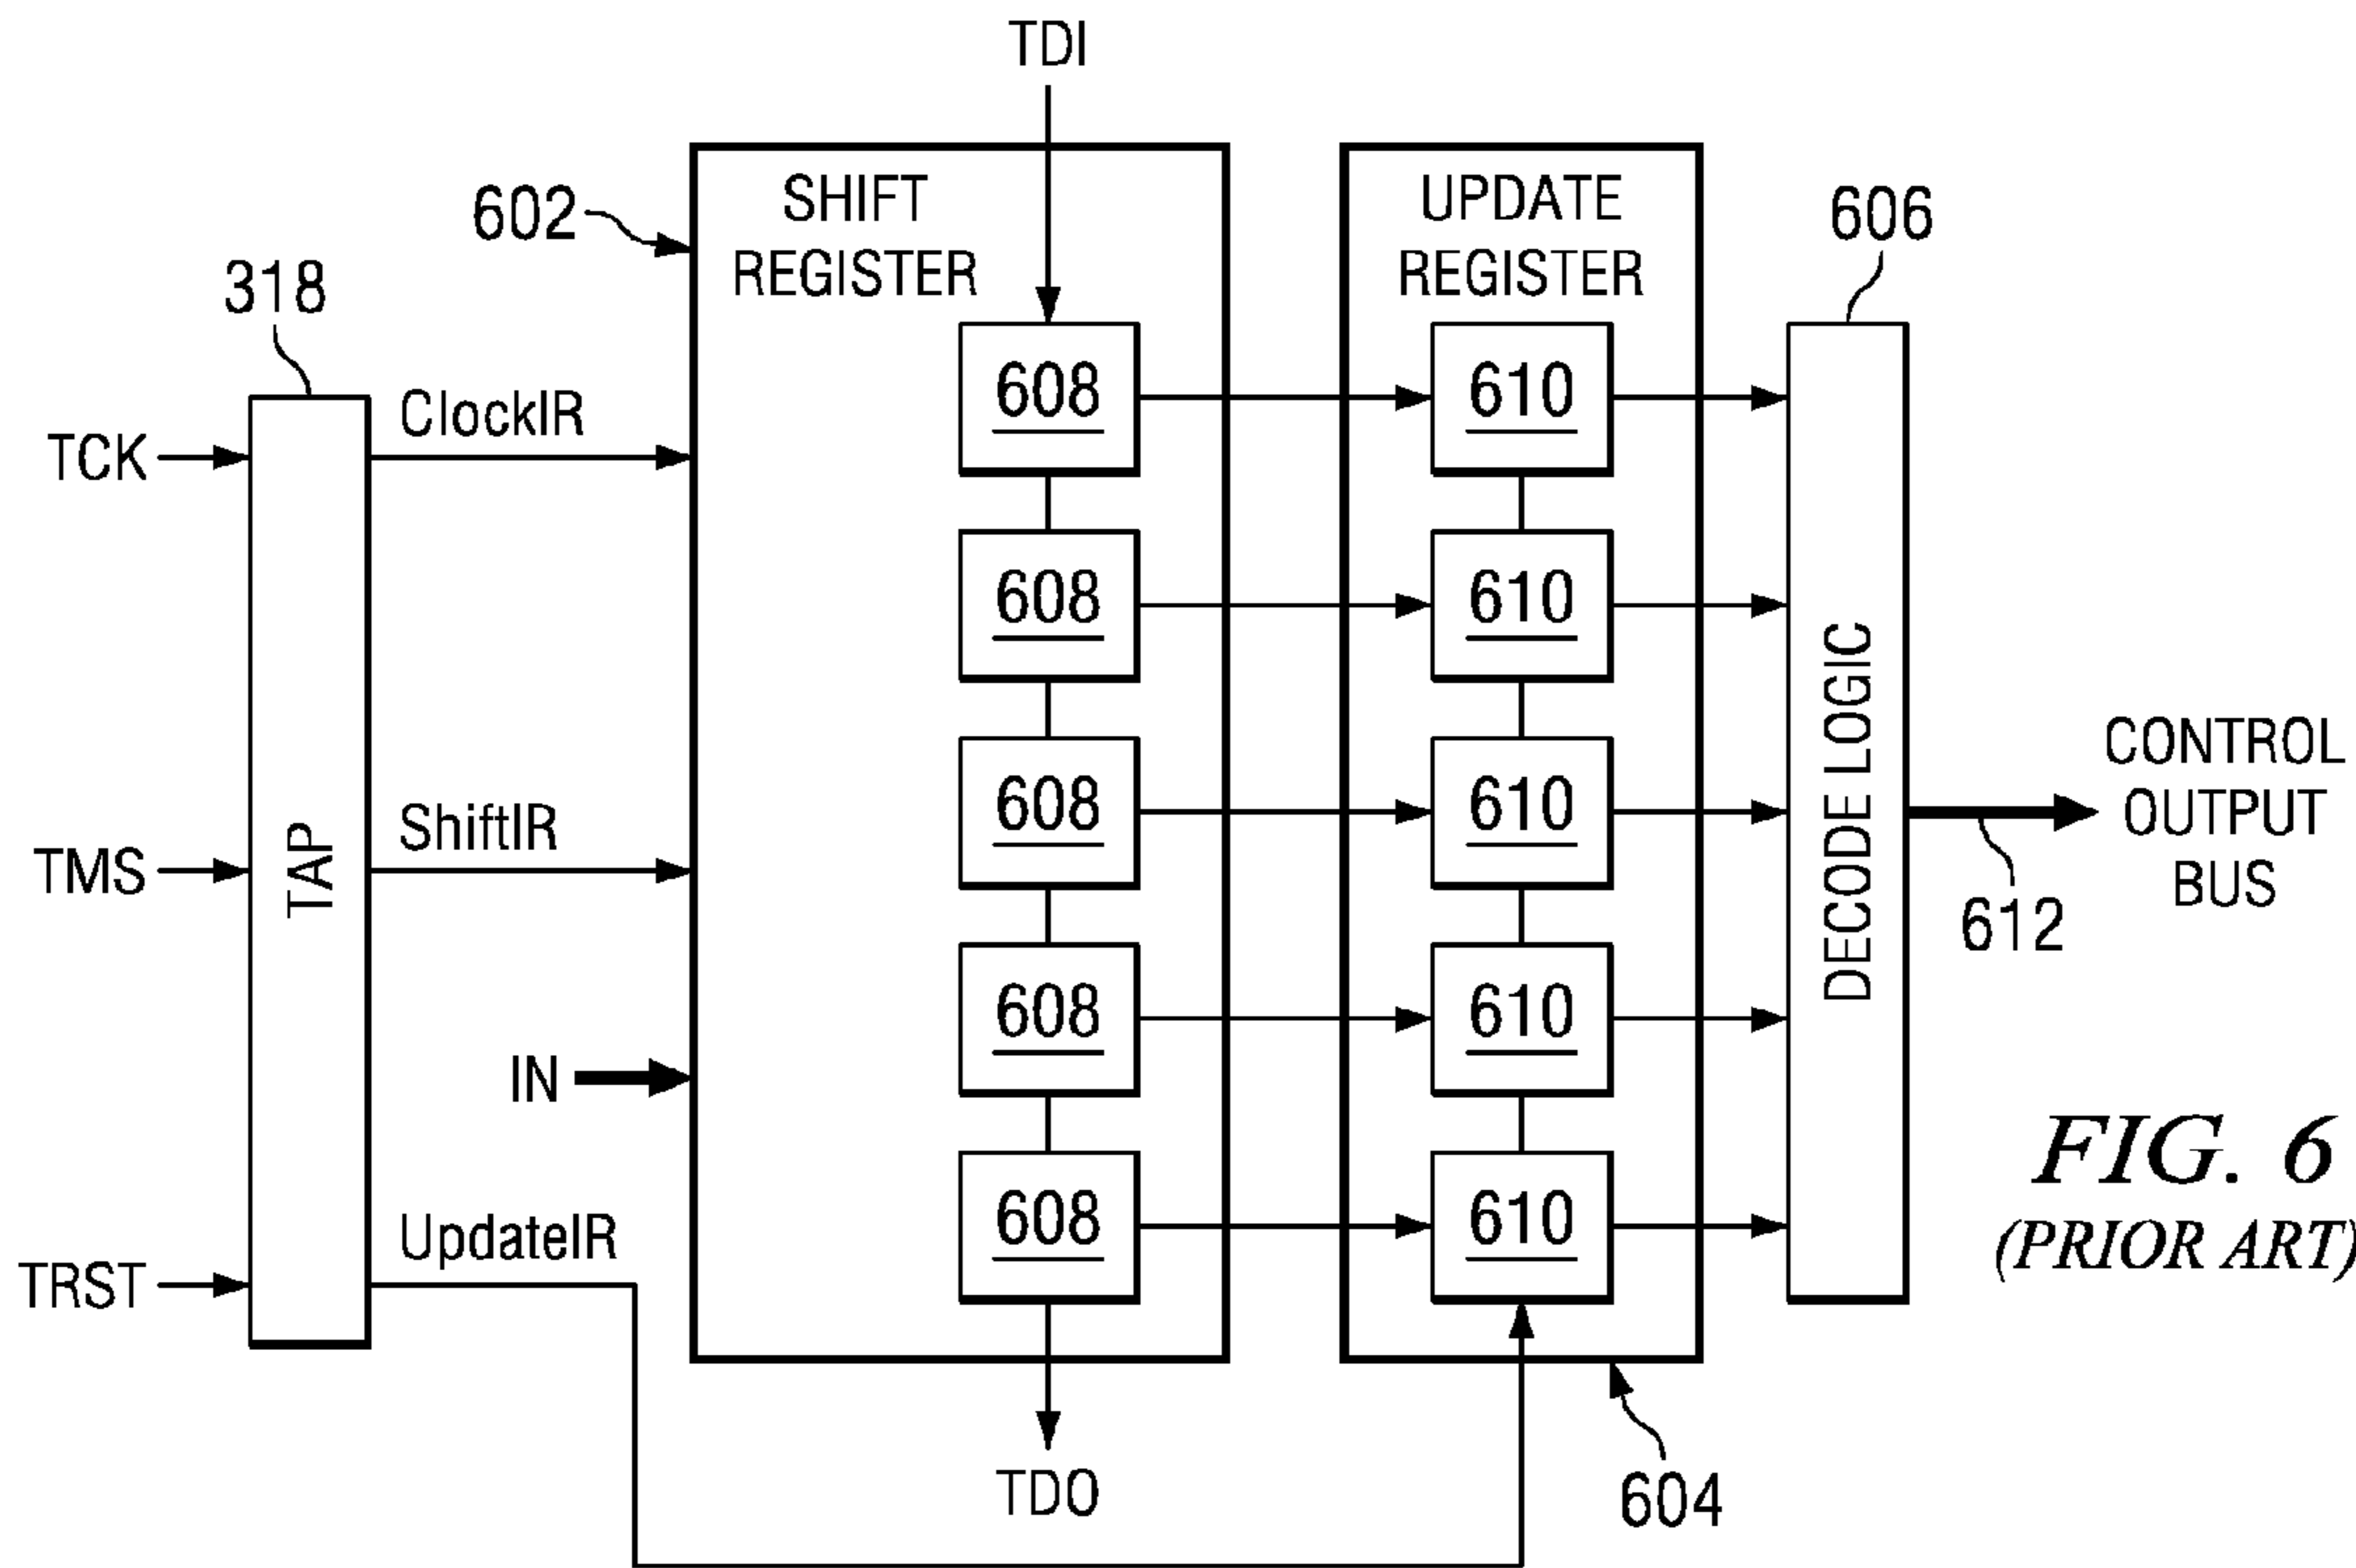 TDI
602
SHIFT
REGISTER
UPDATE
REGISTER
606
318
608
610
ClockIR
TCK
608
610
DECODE LOGIC
CONTROL
OUTPUT
BUS
608
610
ShiftIR
TMS
TAP
612
608
610
IN
FIG. 6
(PRIOR ART)
608
610
UpdateIR
TRST
TDO
604